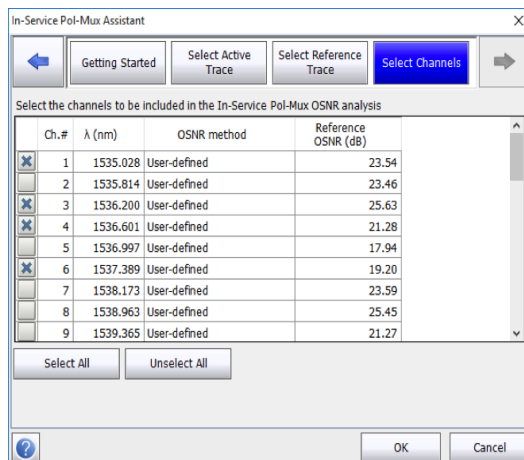 In-Service Pol-Mux Assistant X
Getting Started
Select Active
Trace
Select Reference
Trace
Select Channels
Select the channels to be included in the In-Service Pol-Mux OSNR analysis
Ch.# λ (nm) OSNR method Reference
OSNR (dB)
1 1535.028 User-defined 23.54
2 1535.814 User-defined 23.46
3 1536.200 User-defined 25.63
4 1536.601 User-defined 21.28
5 1536.997 User-defined 17.94
6 1537.389 User-defined 19.20
7 1538.173 User-defined 23.59
8 1538.963 User-defined 25.45
9 1539.365 User-defined 21.27
Select All Unselect All
? OK Cancel